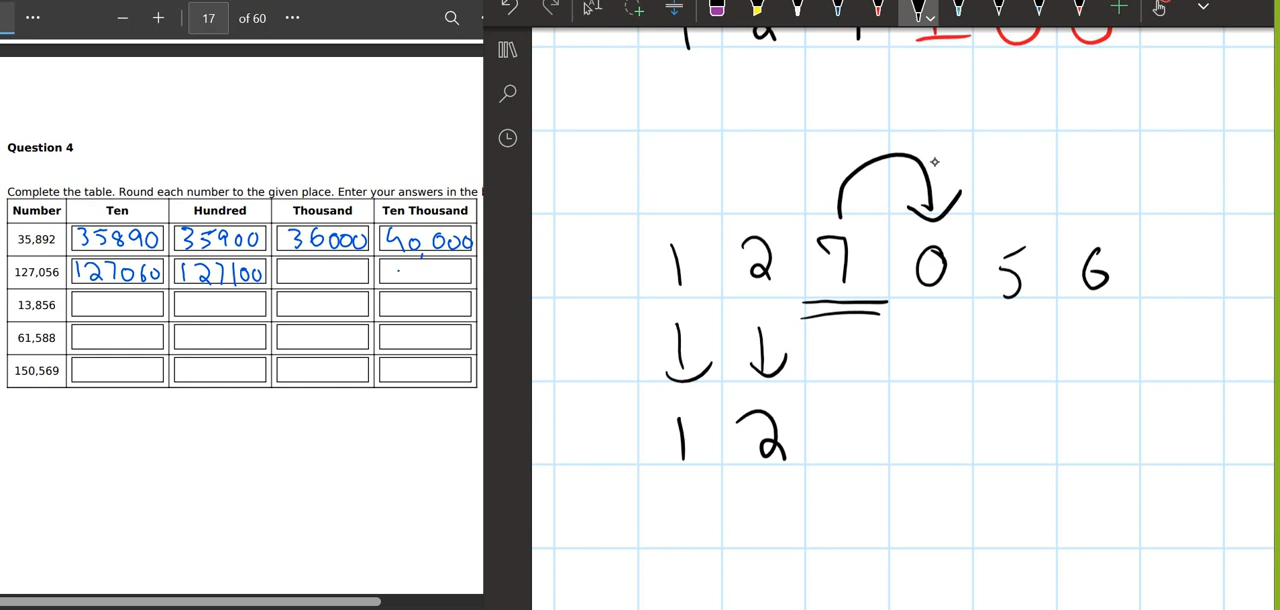 17 of 60
Question 4
Complete the table. Round each number to the given place. Enter your answers in the
Number Ten Hundred Thousand Ten Thousand
35,892 35890 35900 36000 40,000
127,056 127060 127100
13,856
61,588
150,569
1 2 7 0 5 6
1 2